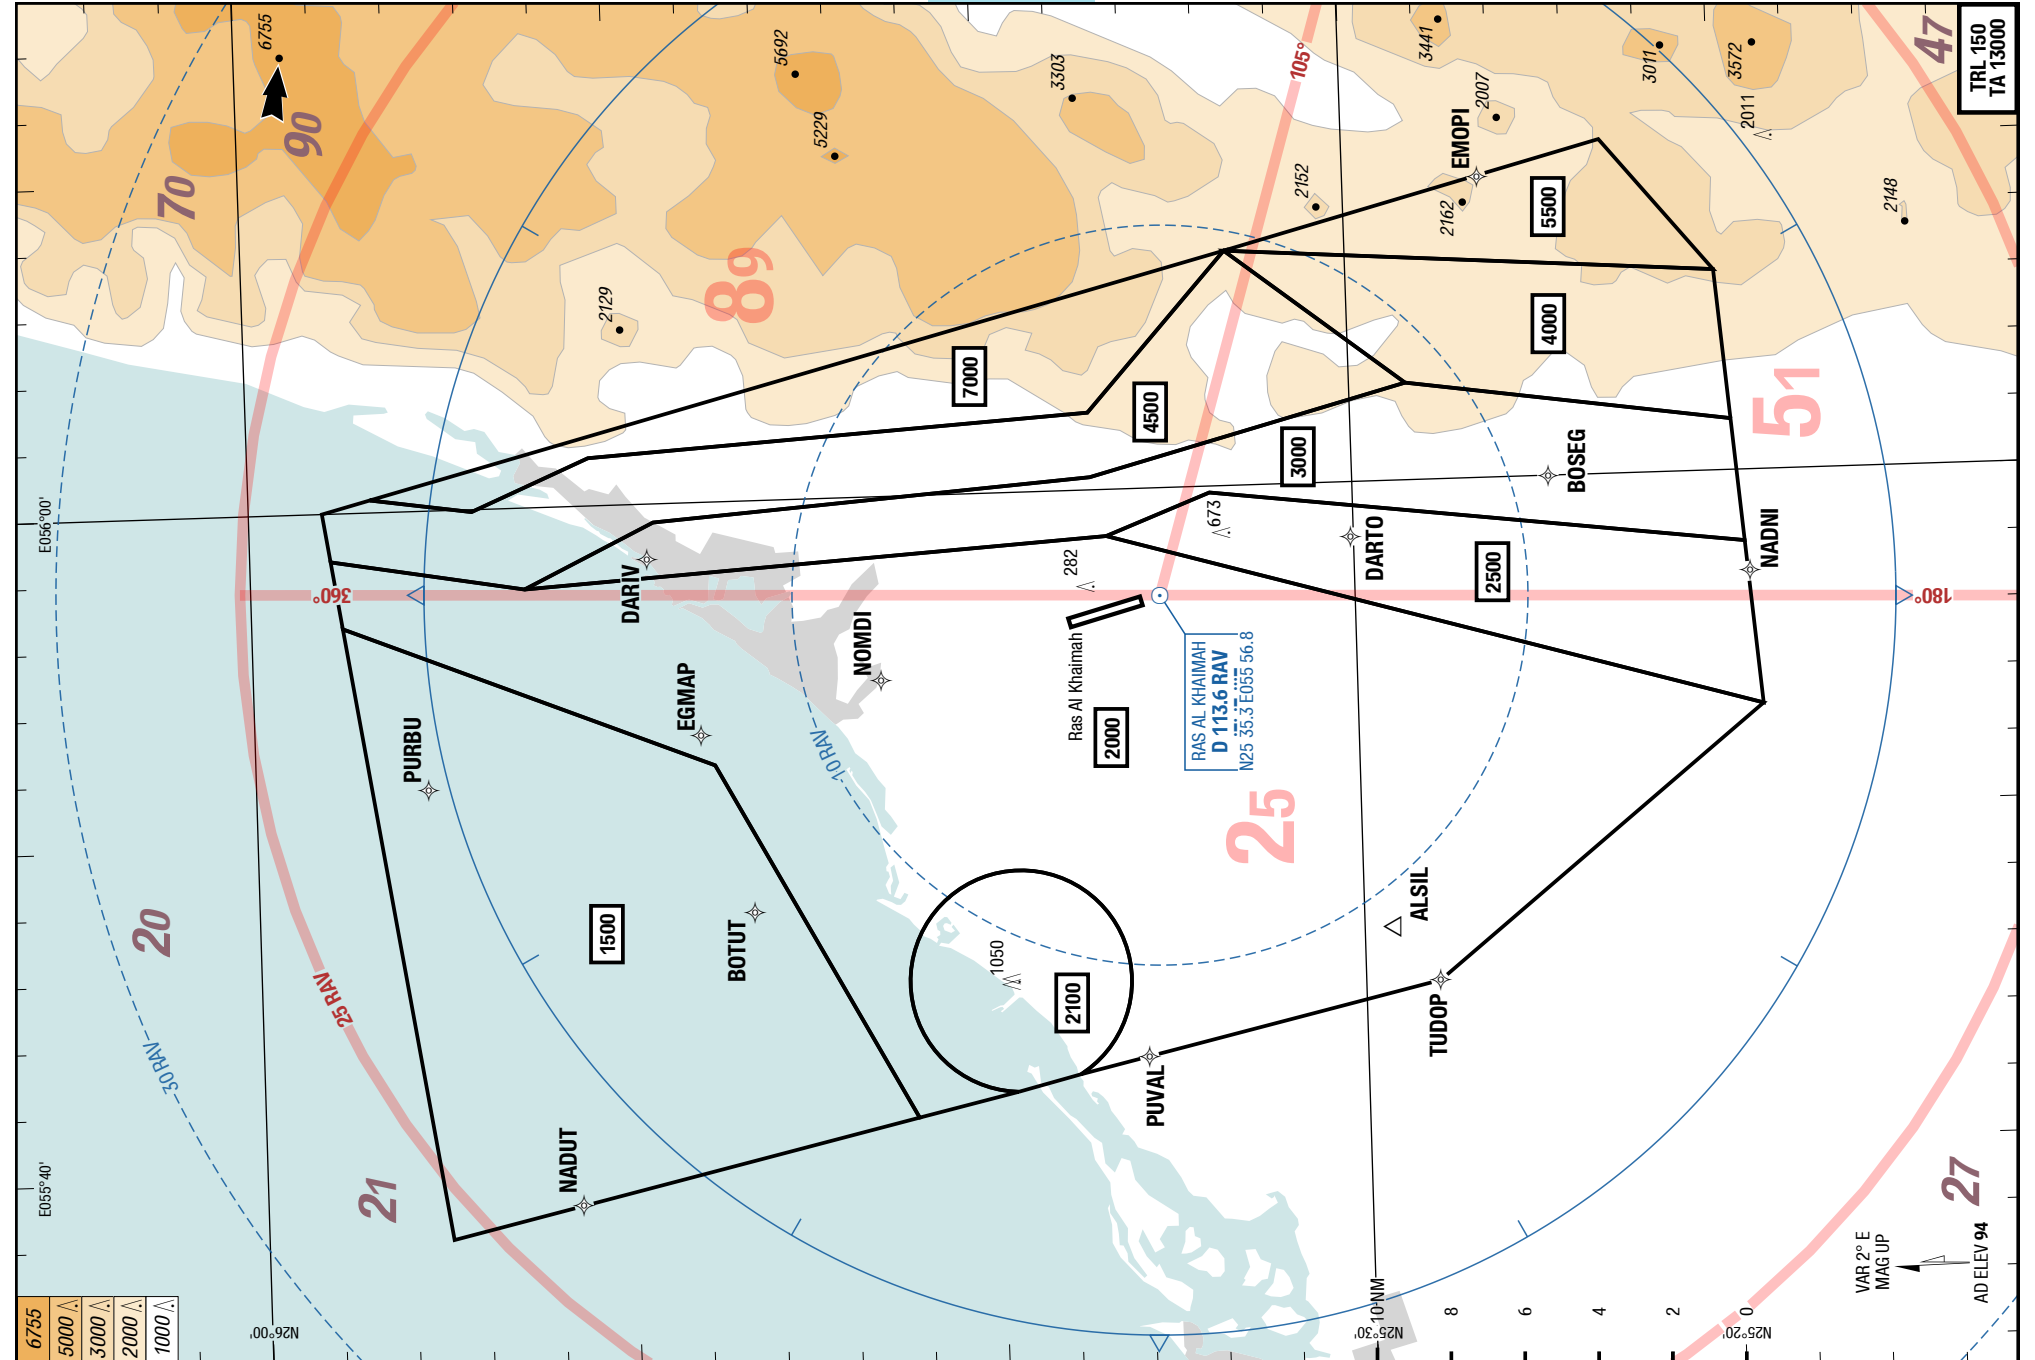 6755
5000
3000
2000
1000
TRL 150
TA 13000
E056°00'
E055°40'
N26°00'
N25°30'
N25°20'
6755
5692
5229
3303
3441
3011
3572
2011
2007
2148
2152
2162
2129
90
70
89
47
51
20
21
25
27
105°
360°
180°
25 RAV
30 RAV
10 RAV
EMOPI
5500
4000
7000
4500
3000
BOSEG
673
DARTO
2500
NADNI
282
DARIV
NOMDI
EGMAP
PURBU
Ras Al Khaimah
2000
RAS AL KHAIMAH
D 113.6 RAV
N25 35.3 E055 56.8
1500
BOTUT
1050
2100
ALSIL
TUDOP
PUVAL
NADUT
10 NM
8
6
4
2
0
VAR 2° E
MAG UP
AD ELEV 94